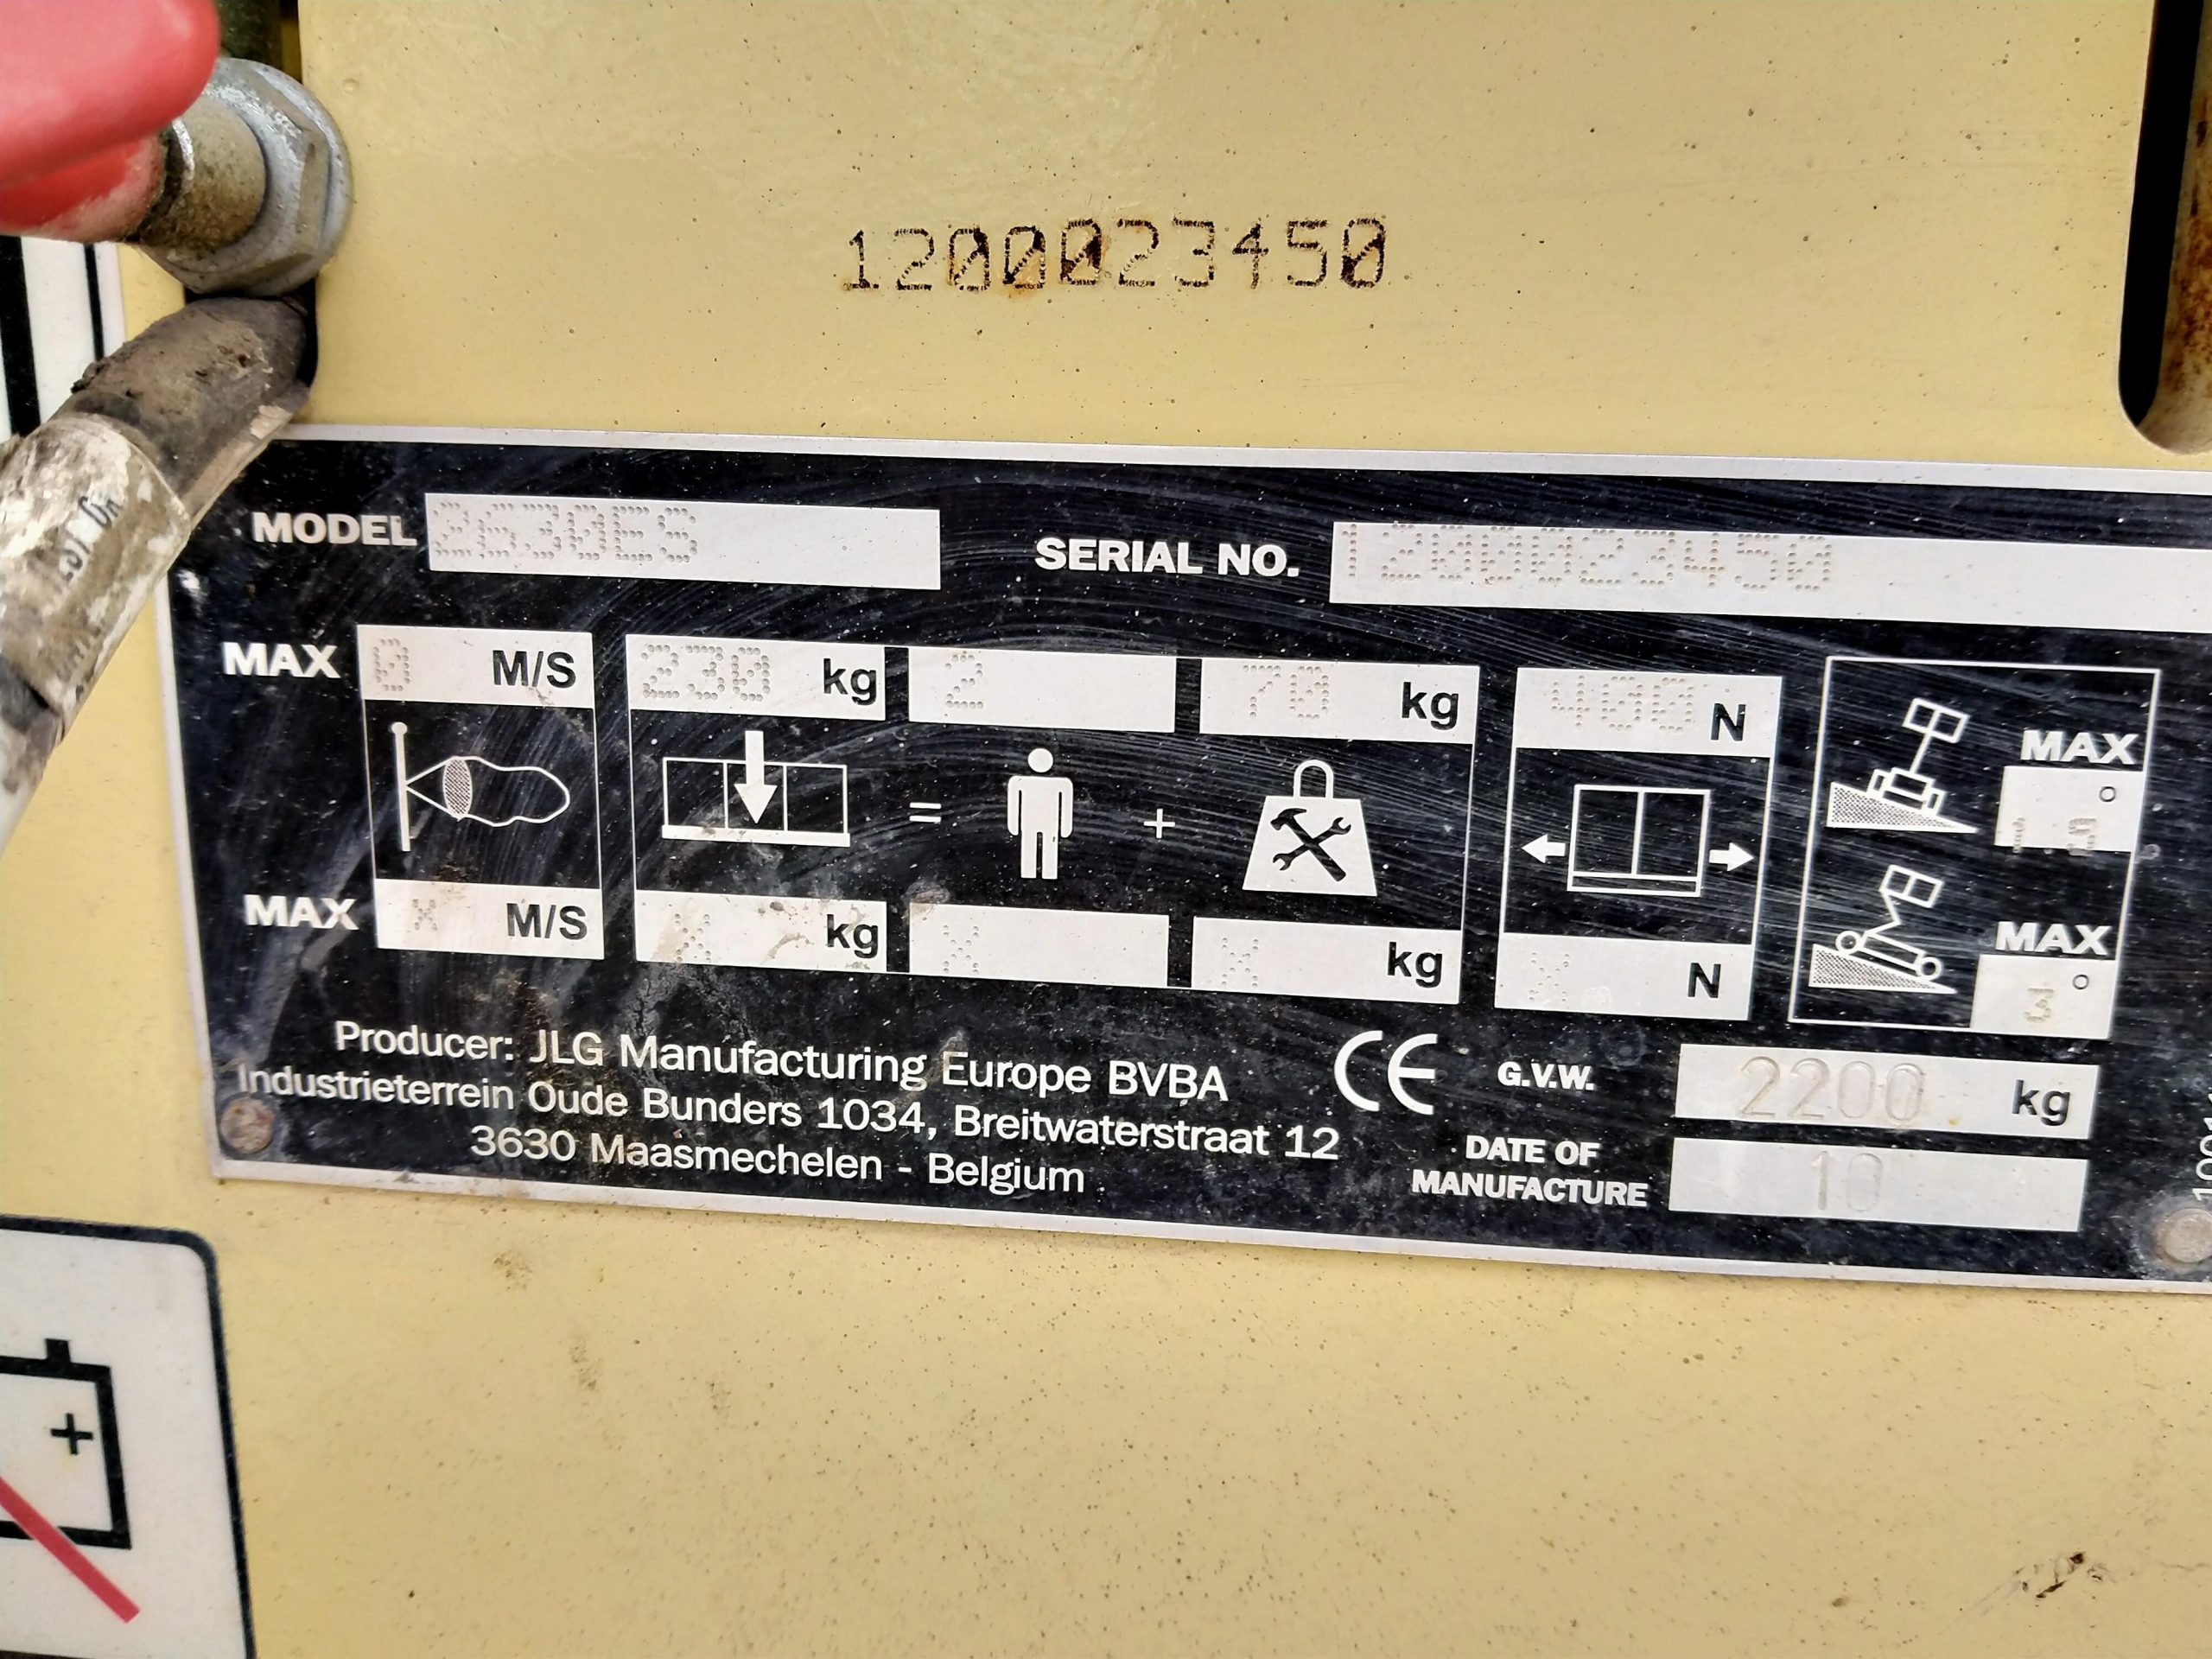 1200023450
MODEL 2630ES SERIAL NO. 1200023450
MAX 0 M/S 230 kg 2 70 kg 400 N
MAX
°
= +
MAX X M/S X kg X X kg X N
MAX
3 °
Producer: JLG Manufacturing Europe BVBA
Industrieterrein Oude Bunders 1034, Breitwaterstraat 12
3630 Maasmechelen - Belgium
CE G.V.W. 2200 kg
DATE OF
MANUFACTURE 10
+